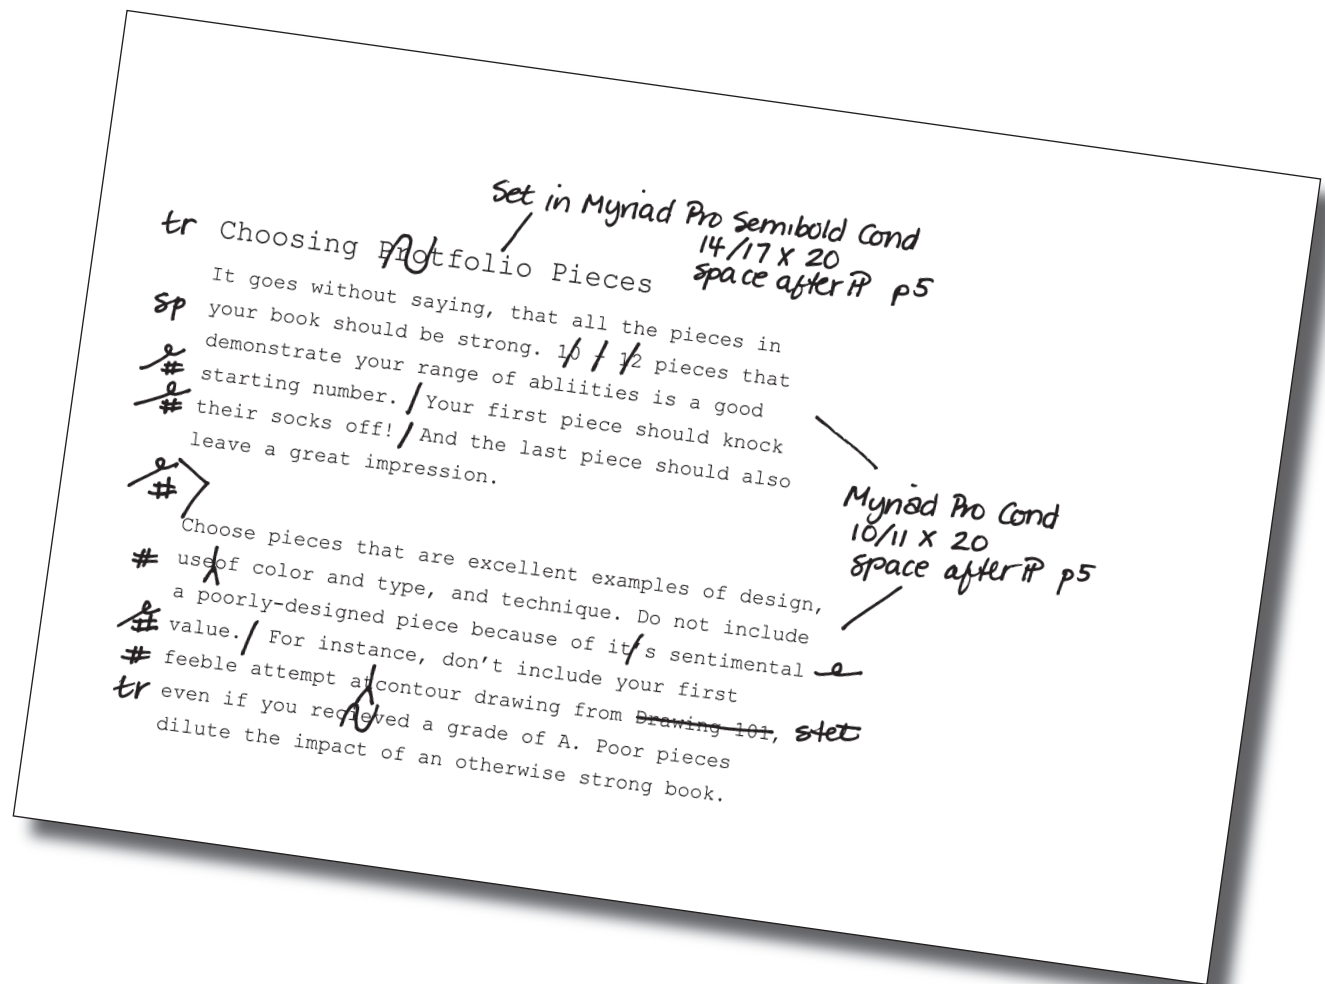 Set in Myriad Pro Semibold Cond
14/17 X 20
space after ¶ p5
tr Choosing Protfolio Pieces
It goes without saying, that all the pieces in
sp your book should be strong. 10 - 12 pieces that
demonstrate your range of abliities is a good
# starting number. / Your first piece should knock
# their socks off! / And the last piece should also
leave a great impression.
#
Myriad Pro Cond
10/11 X 20
space after ¶ p5
Choose pieces that are excellent examples of design,
# useof color and type, and technique. Do not include
a poorly-designed piece because of it's sentimental
# value. / For instance, don't include your first
# feeble attempt atcontour drawing from Drawing 101, stet
tr even if you recieved a grade of A. Poor pieces
dilute the impact of an otherwise strong book.